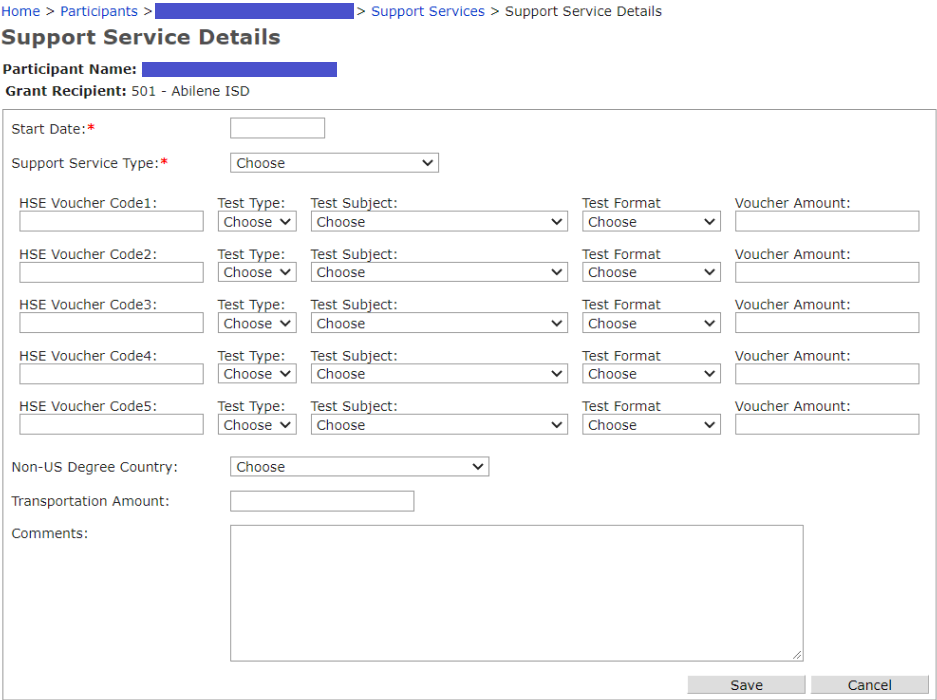 Home > Participants > > Support Services > Support Service Details
Support Service Details
Participant Name:
Grant Recipient: 501 - Abilene ISD
Start Date:*
Support Service Type:* Choose
HSE Voucher Code1: Test Type: Test Subject: Test Format Voucher Amount:
Choose Choose Choose
HSE Voucher Code2: Test Type: Test Subject: Test Format Voucher Amount:
Choose Choose Choose
HSE Voucher Code3: Test Type: Test Subject: Test Format Voucher Amount:
Choose Choose Choose
HSE Voucher Code4: Test Type: Test Subject: Test Format Voucher Amount:
Choose Choose Choose
HSE Voucher Code5: Test Type: Test Subject: Test Format Voucher Amount:
Choose Choose Choose
Non-US Degree Country: Choose
Transportation Amount:
Comments:
Save Cancel